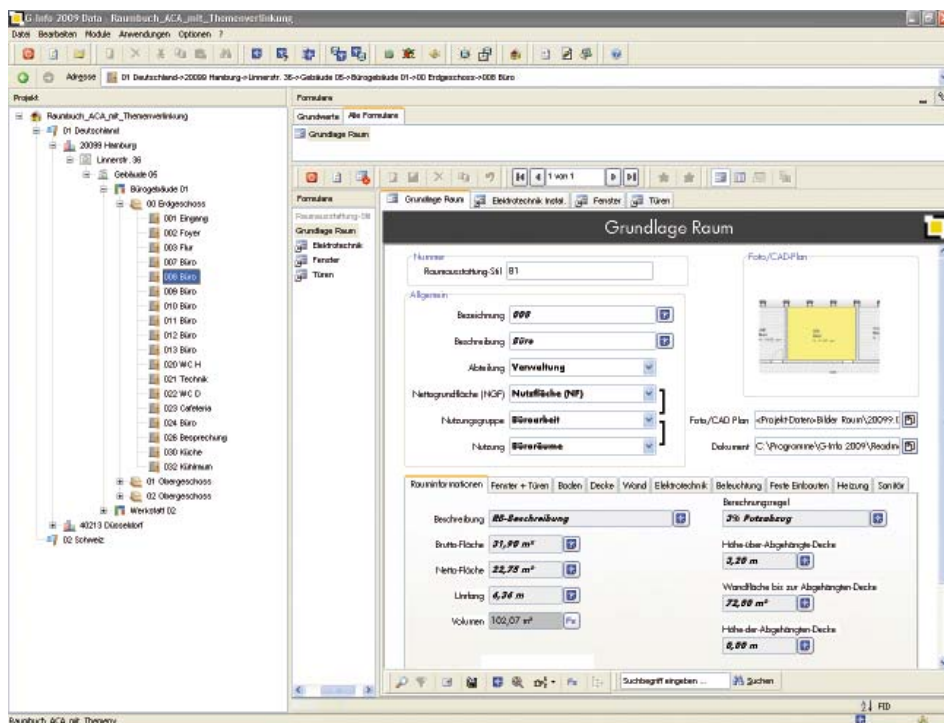 G-Info 2009 Data - Raumbuch_ACA_mit_Themenverlinkung
Datei Bearbeiten Module Anwendungen Optionen ?
Adresse 01 Deutschland->20099 Hamburg->Linnerstr. 36->Gebäude 05->Bürogebäude 01->00 Erdgeschoss->008 Büro
Projekt
Raumbuch_ACA_mit_Themenverlinkung
01 Deutschland
20099 Hamburg
Linnerstr. 36
Gebäude 05
Bürogebäude 01
00 Erdgeschoss
001 Eingang
002 Foyer
003 Flur
007 Büro
008 Büro
009 Büro
010 Büro
011 Büro
012 Büro
013 Büro
020 WC H
021 Technik
022 WC D
023 Cafeteria
024 Büro
026 Besprechung
030 Küche
032 Kühlraum
01 Obergeschoss
02 Obergeschoss
Werkstatt 02
40213 Düsseldorf
02 Schweiz
Formulare
Grundwerte Alle Formulare
Grundlage Raum
1 von 1
Formulare
Raumausstattung-Stil
Grundlage Raum
Elektrotechnik
Fenster
Türen
Grundlage Raum Elektrotechnik Instal. Fenster Türen
Grundlage Raum
Nummer
Raumausstattung-Stil 81
Allgemein
Bezeichnung 008
Beschreibung Büro
Abteilung Verwaltung
Nettogrundfläche (NGF) Nutzfläche (NF)
Nutzungsgruppe Büroarbeit
Nutzung Büroräume
Foto/CAD-Plan
Foto/CAD Plan <Projekt-Daten>Bilder Raum\20099.
Dokument C:\Programme\G-Info 2009\Readm
Rauminformationen Fenster + Türen Boden Decke Wand Elektrotechnik Beleuchtung Feste Einbauten Heizung Sanitär
Beschreibung RB-Beschreibung
Brutto-Fläche 31,90 m²
Netto-Fläche 22,75 m²
Umfang 6,36 m
Volumen 102,07 m³
Fx
Berechnungsregel
3% Putzabzug
Höhe-über-Abgehängte-Decke
3,20 m
Wandfläche bis zur Abgehängten-Decke
72,80 m²
Höhe-der-Abgehängten-Decke
0,00 m
Fx
Suchbegriff eingeben ...
Suchen
FID
Raumbuch_ACA_mit_Themenv